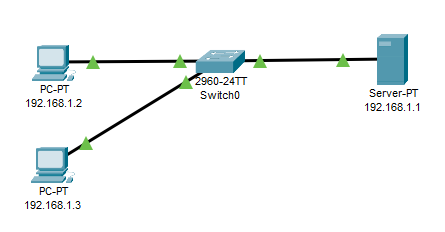 PC-PT
192.168.1.2
2960-24TT
Switch0
Server-PT
192.168.1.1
PC-PT
192.168.1.3